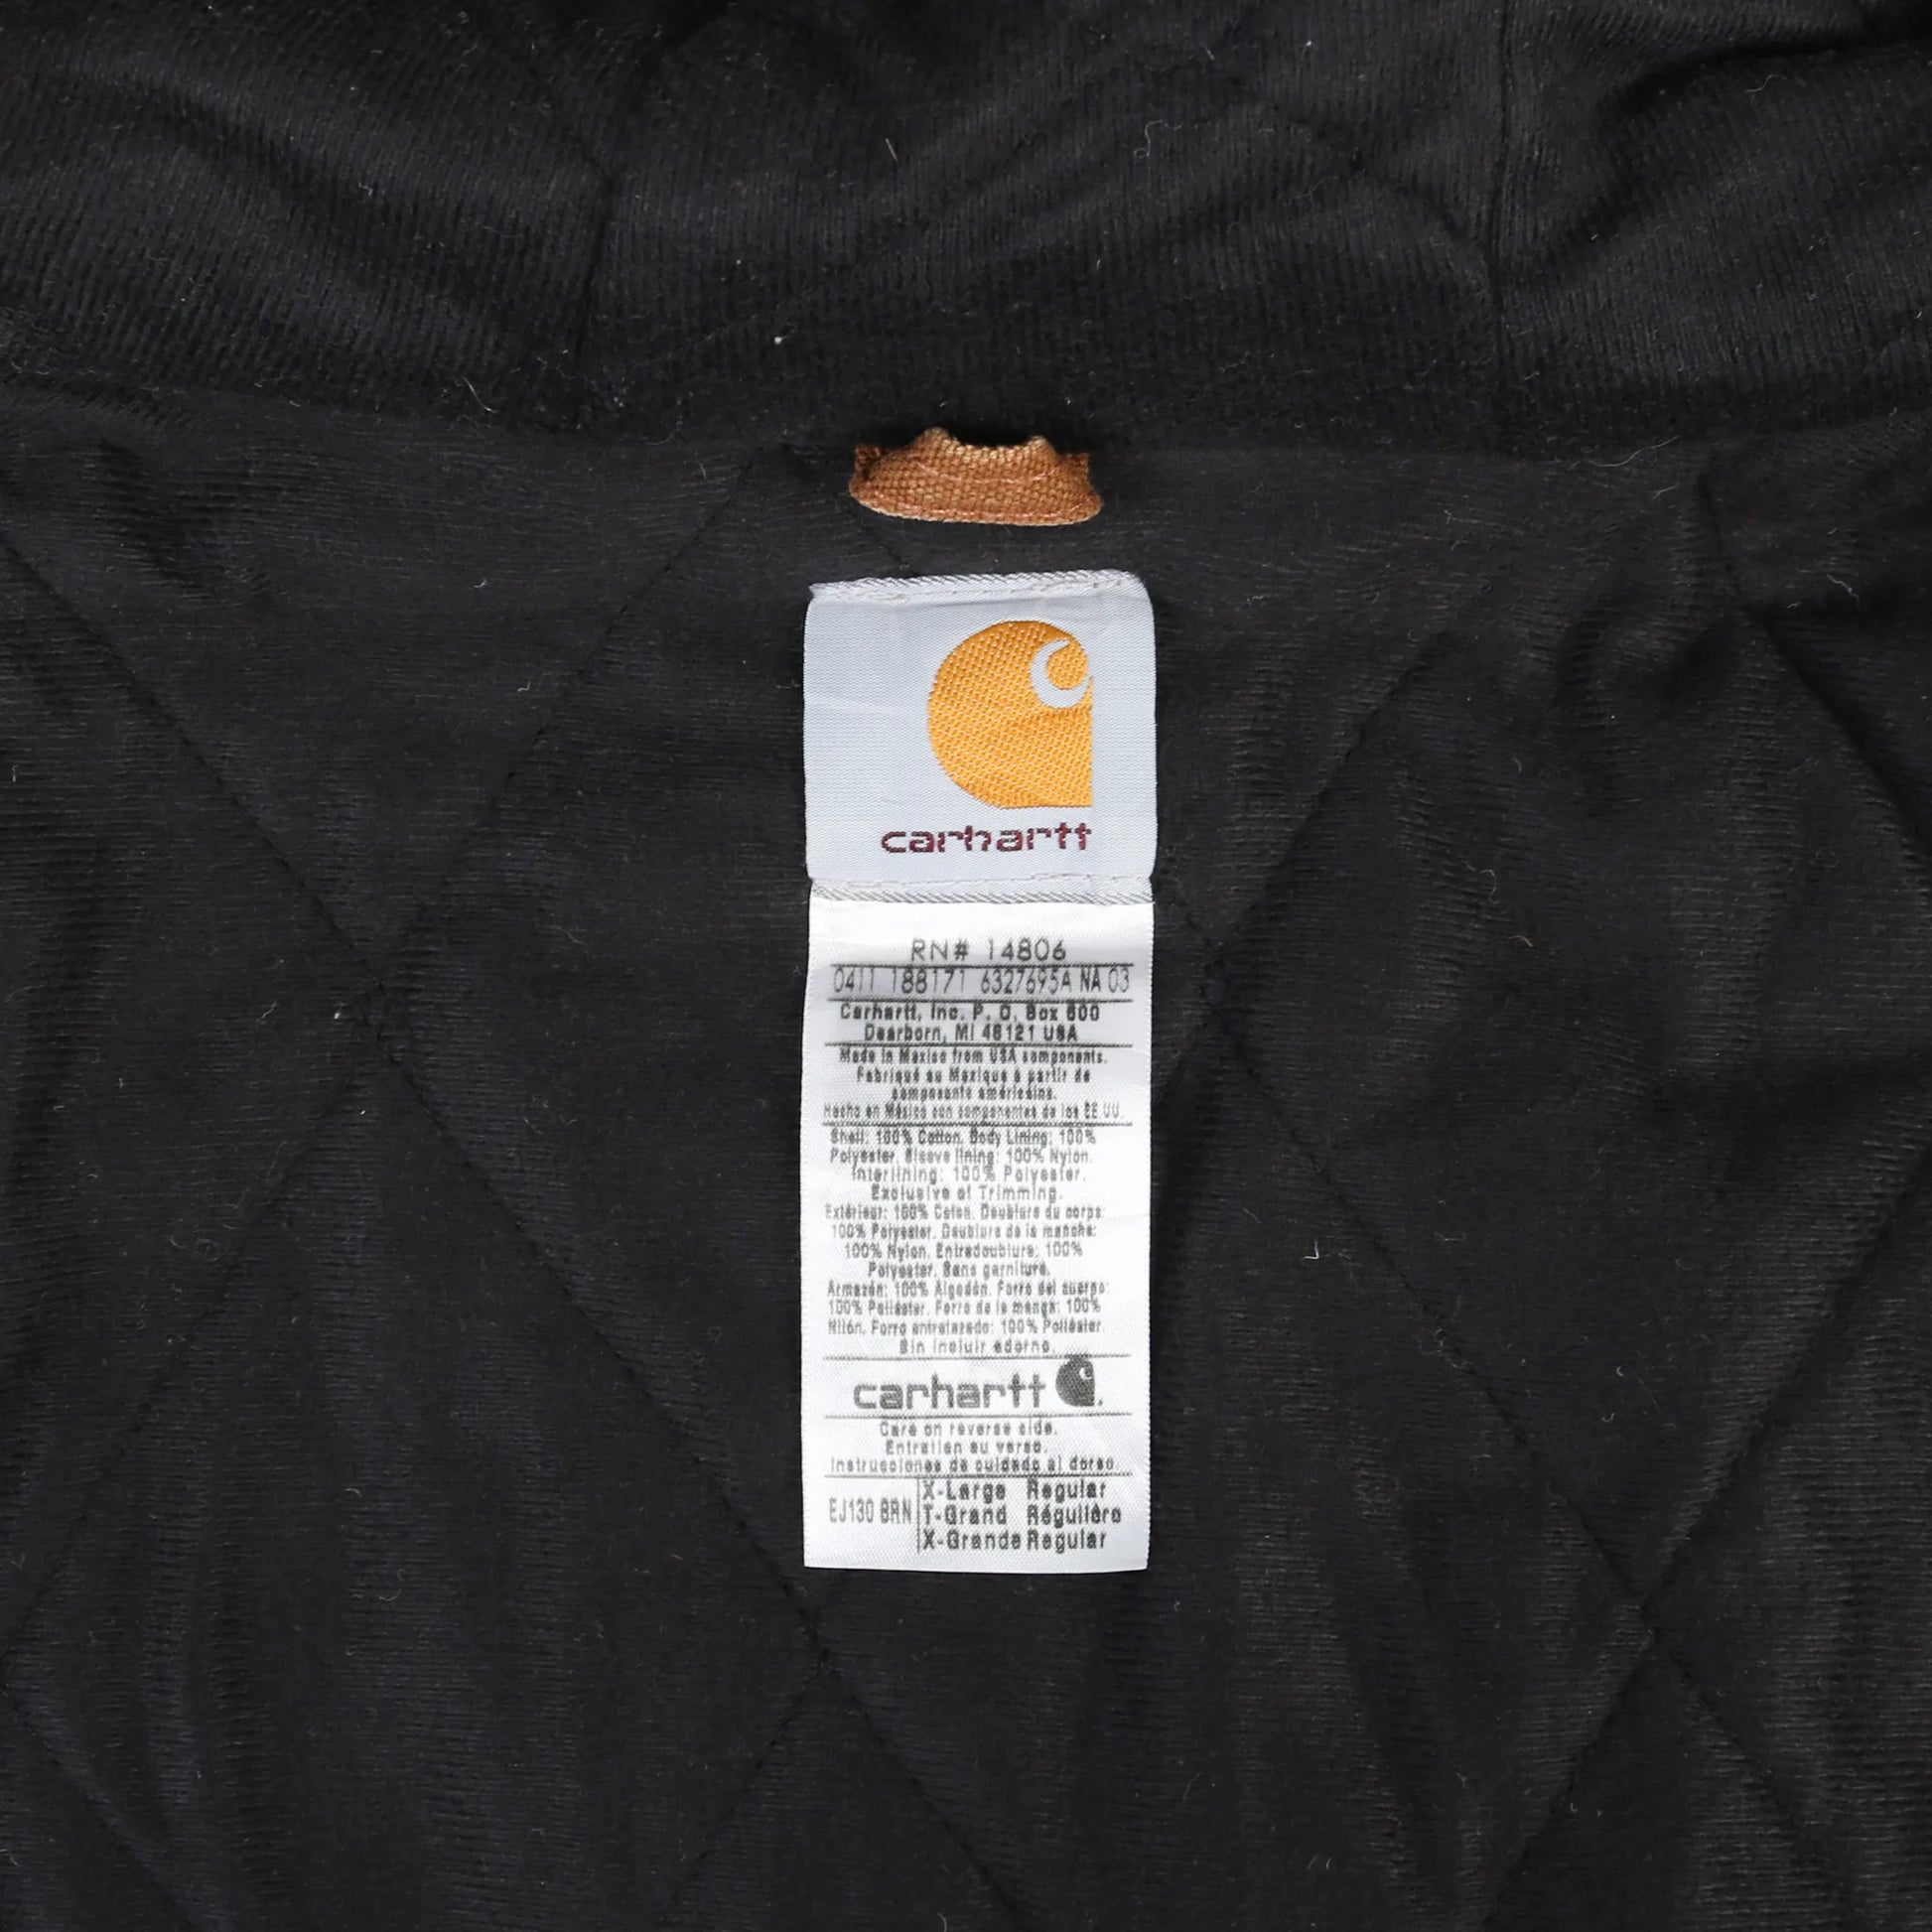 carhartt
RN# 14806
0411 188171 6327695A NA 03
Carhartt, Inc. P. O. Box 600
Dearborn, MI 48121 USA
Made in Mexico from USA components.
Fabriqué au Mexique à partir de
composants américains.
Hecho en México con componentes de los EE.UU.
Shell: 100% Cotton. Body Lining: 100%
Polyester. Sleeve lining: 100% Nylon.
Interlining: 100% Polyester.
Exclusive of Trimming.
Extérieur: 100% Coton. Doublure du corps:
100% Polyester. Doublure de la manche:
100% Nylon. Entredoublure: 100%
Polyester. Sans garniture.
Armazón: 100% Algodón. Forro del cuerpo:
100% Poliéster. Forro de la manga: 100%
Nilón. Forro entrelazado: 100% Poliéster.
Sin incluir adorno.
carhartt
Care on reverse side.
Entretien au verso.
Instrucciones de cuidado al dorso.
EJ130 BRN
X-Large Regular
T-Grand Régulière
X-Grande Regular